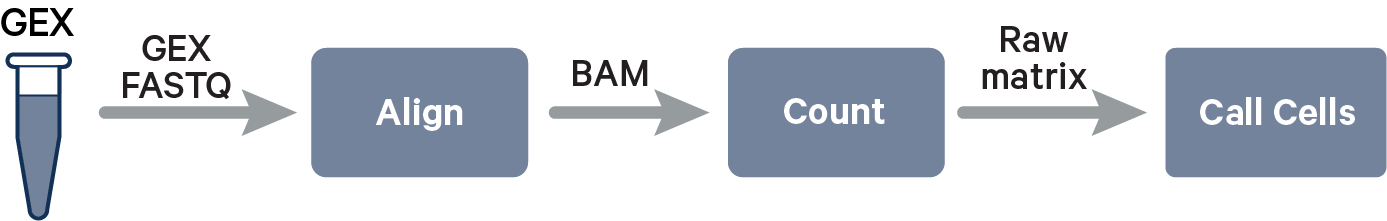 GEX
GEX
FASTQ
Align
BAM
Count
Raw
matrix
Call Cells